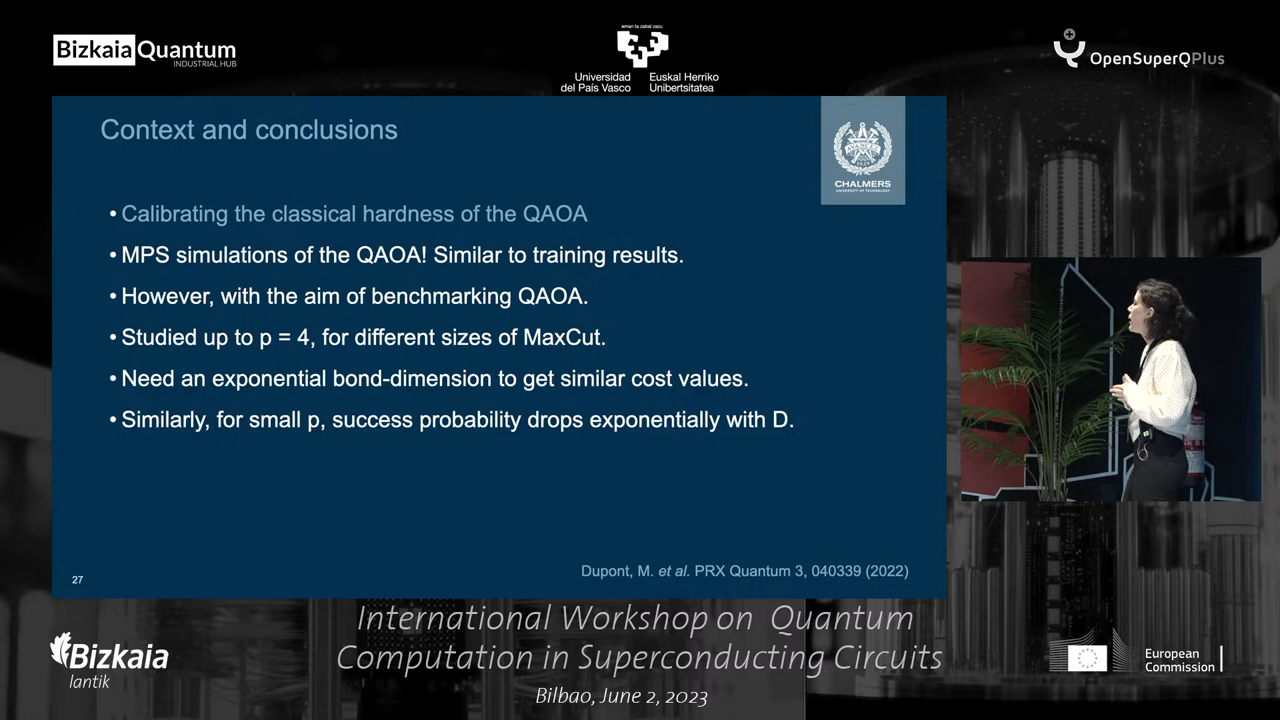 Bizkaia Quantum
INDUSTRIAL HUB
eman ta zabal zazu
Universidad
del País Vasco
Euskal Herriko
Unibertsitatea
OpenSuperQPlus
Context and conclusions
CHALMERS
UNIVERSITY OF TECHNOLOGY
• Calibrating the classical hardness of the QAOA
• MPS simulations of the QAOA! Similar to training results.
• However, with the aim of benchmarking QAOA.
• Studied up to p = 4, for different sizes of MaxCut.
• Need an exponential bond-dimension to get similar cost values.
• Similarly, for small p, success probability drops exponentially with D.
27
Dupont, M. et al. PRX Quantum 3, 040339 (2022)
International Workshop on Quantum
Computation in Superconducting Circuits
Bilbao, June 2, 2023
Bizkaia
lantik
European
Commission